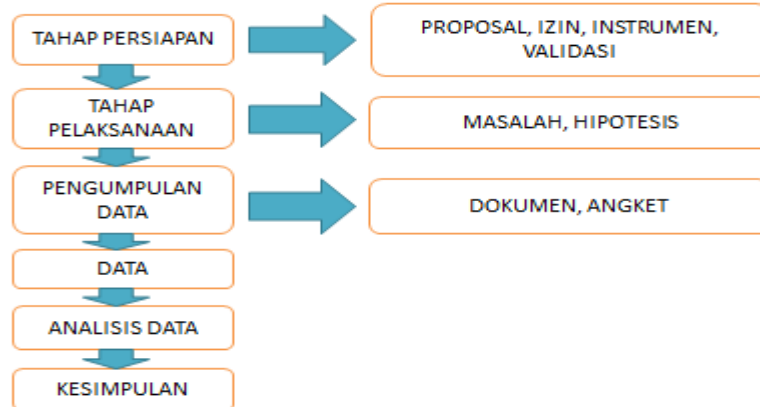 TAHAP PERSIAPAN
PROPOSAL, IZIN, INSTRUMEN,
VALIDASI
TAHAP
PELAKSANAAN
MASALAH, HIPOTESIS
PENGUMPULAN
DATA
DOKUMEN, ANGKET
DATA
ANALISIS DATA
KESIMPULAN